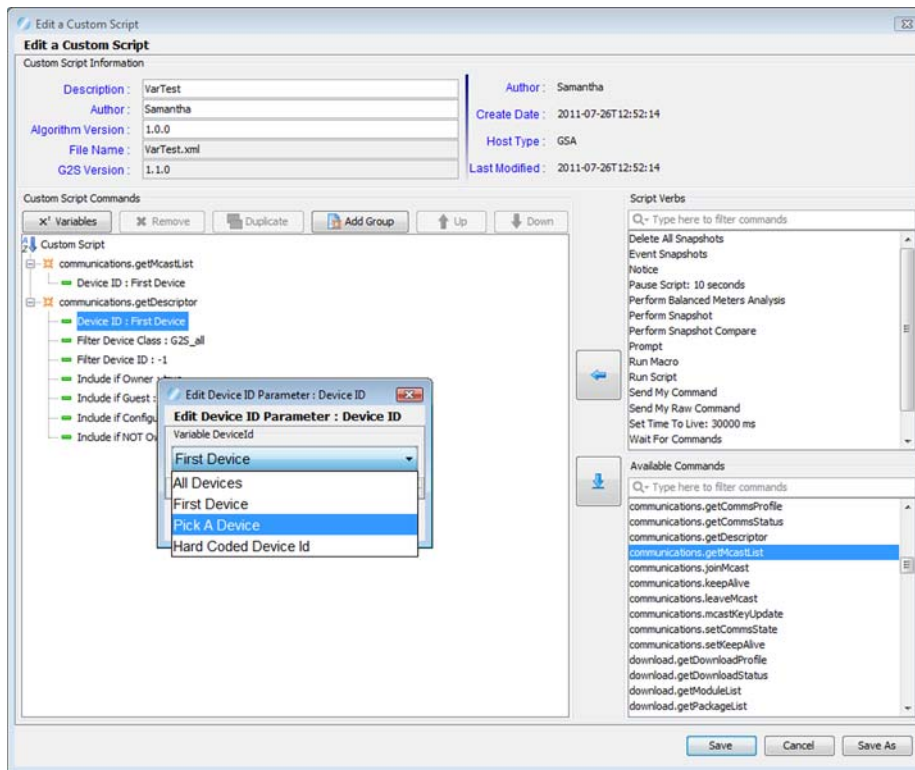 Edit a Custom Script
Edit a Custom Script
Custom Script Information
Description : VarTest
Author : Samantha
Algorithm Version : 1.0.0
File Name : VarTest.xml
G2S Version : 1.1.0
Author : Samantha
Create Date : 2011-07-26T12:52:14
Host Type : GSA
Last Modified : 2011-07-26T12:52:14
Custom Script Commands
X¹ Variables Remove Duplicate Add Group Up Down
Custom Script
communications.getMcastList
Device ID : First Device
communications.getDescriptor
Device ID : First Device
Filter Device Class : G2S_all
Filter Device ID : -1
Include if Owner :
Include if Guest :
Include if
Include if NOT
Edit Device ID Parameter : Device ID
Edit Device ID Parameter : Device ID
Variable DeviceId
First Device
All Devices
First Device
Pick A Device
Hard Coded Device Id
Script Verbs
Type here to filter commands
Delete All Snapshots
Event Snapshots
Notice
Pause Script: 10 seconds
Perform Balanced Meters Analysis
Perform Snapshot
Perform Snapshot Compare
Prompt
Run Macro
Run Script
Send My Command
Send My Raw Command
Set Time To Live: 30000 ms
Wait For Commands
Available Commands
Type here to filter commands
communications.getCommsProfile
communications.getCommsStatus
communications.getDescriptor
communications.getMcastList
communications.joinMcast
communications.keepAlive
communications.leaveMcast
communications.mcastKeyUpdate
communications.setCommsState
communications.setKeepAlive
download.getDownloadProfile
download.getDownloadStatus
download.getModuleList
download.getPackageList
Save Cancel Save As